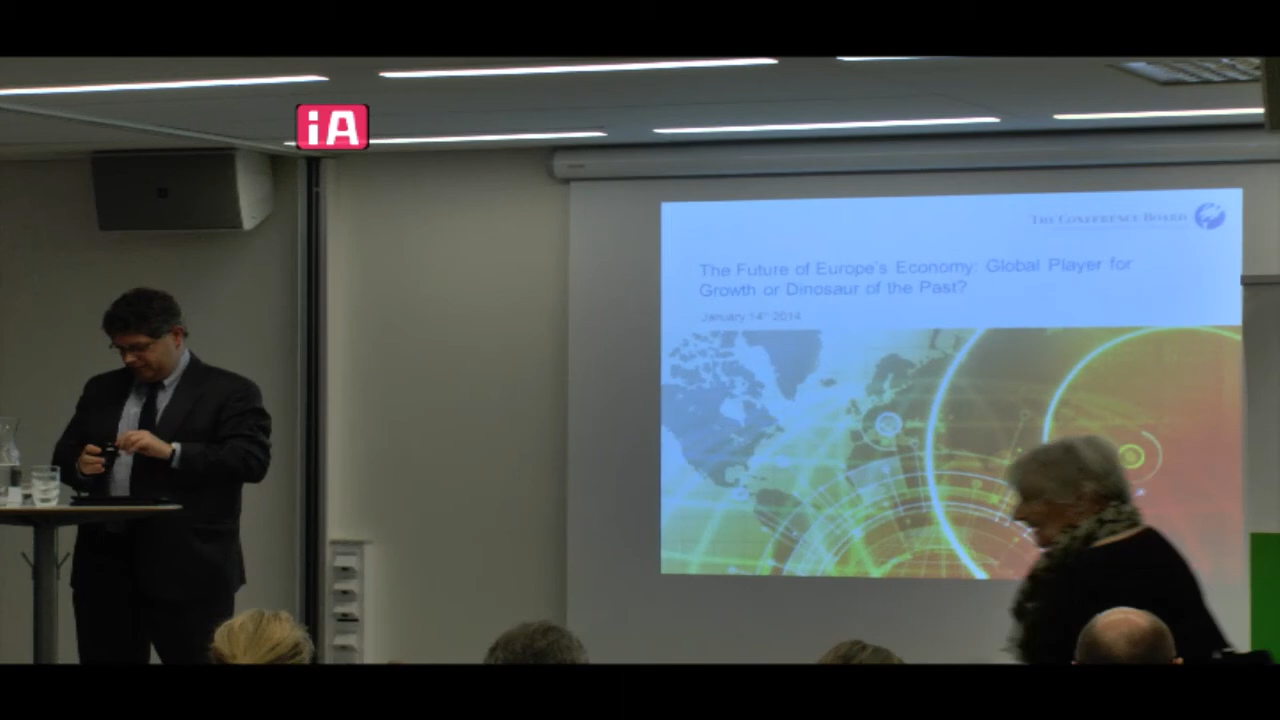 iA
THE CONFERENCE BOARD
The Future of Europe's Economy: Global Player for
Growth or Dinosaur of the Past?
January 14th 2014